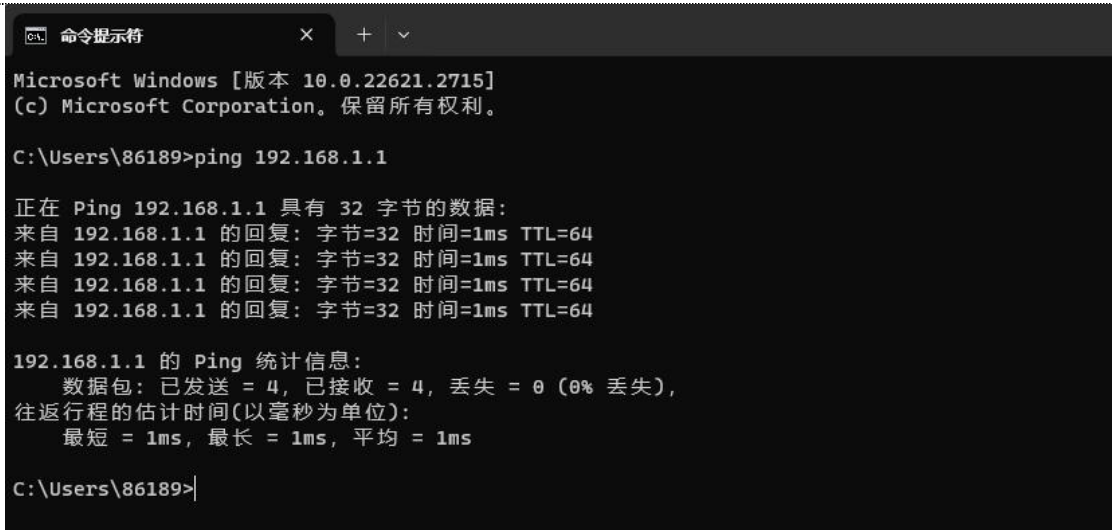 命令提示符
Microsoft Windows [版本 10.0.22621.2715]
(c) Microsoft Corporation。保留所有权利。
C:\Users\86189>ping 192.168.1.1
正在 Ping 192.168.1.1 具有 32 字节的数据:
来自 192.168.1.1 的回复: 字节=32 时间=1ms TTL=64
来自 192.168.1.1 的回复: 字节=32 时间=1ms TTL=64
来自 192.168.1.1 的回复: 字节=32 时间=1ms TTL=64
来自 192.168.1.1 的回复: 字节=32 时间=1ms TTL=64
192.168.1.1 的 Ping 统计信息:
数据包: 已发送 = 4, 已接收 = 4, 丢失 = 0 (0% 丢失),
往返行程的估计时间(以毫秒为单位):
最短 = 1ms, 最长 = 1ms, 平均 = 1ms
C:\Users\86189>